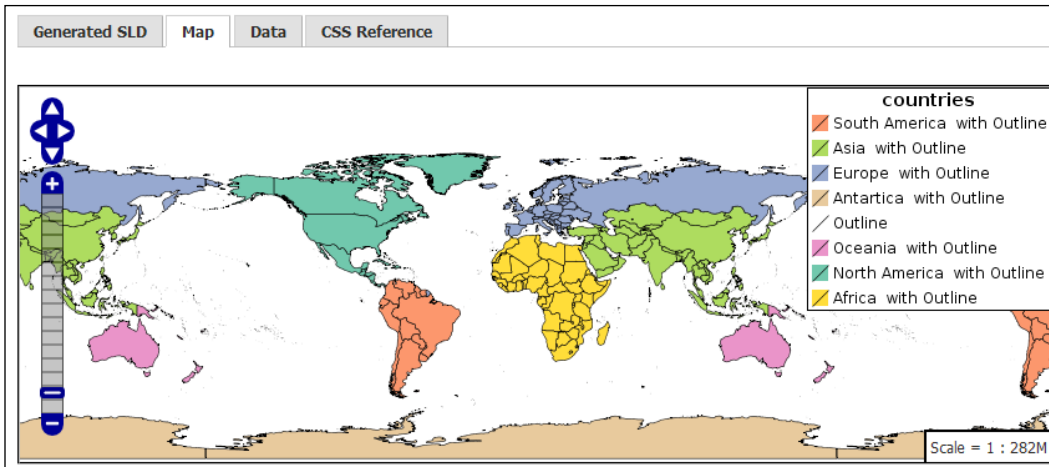 Generated SLD Map Data CSS Reference
countries
South America with Outline
Asia with Outline
Europe with Outline
Antartica with Outline
Outline
Oceania with Outline
North America with Outline
Africa with Outline
Scale = 1 : 282M